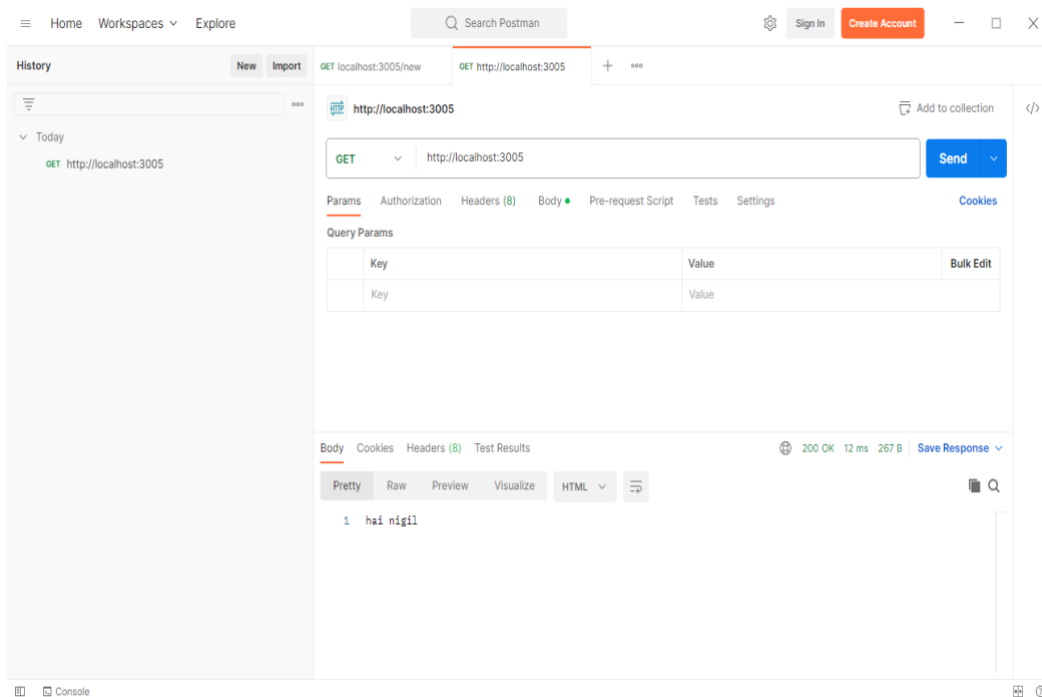 Home Workspaces Explore Search Postman Sign In Create Account
History New Import GET localhost:3005/new GET http://localhost:3005
HTTP http://localhost:3005 Add to collection </>
Today
GET http://localhost:3005
GET http://localhost:3005 Send
Params Authorization Headers (8) Body Pre-request Script Tests Settings Cookies
Query Params
Key Value Bulk Edit
Key Value
Body Cookies Headers (8) Test Results 200 OK 12 ms 267 B Save Response
Pretty Raw Preview Visualize HTML
1 hai nigil
Console